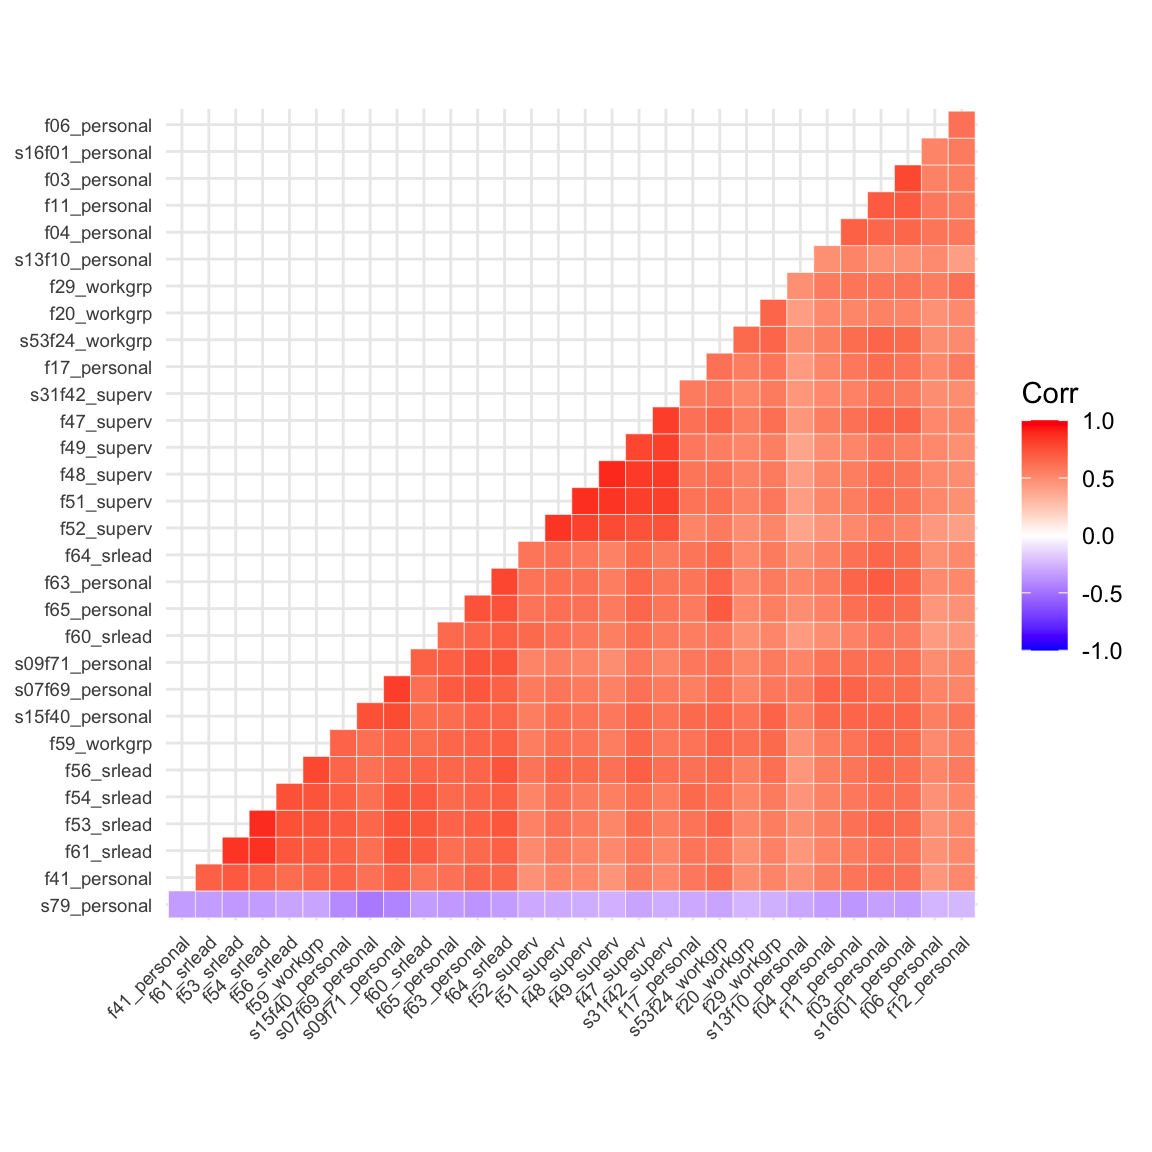 f06_personal
s16f01_personal
f03_personal
f11_personal
f04_personal
s13f10_personal
f29_workgrp
f20_workgrp
s53f24_workgrp
f17_personal
s31f42_superv
f47_superv
f49_superv
f48_superv
f51_superv
f52_superv
f64_srlead
f63_personal
f65_personal
f60_srlead
s09f71_personal
s07f69_personal
s15f40_personal
f59_workgrp
f56_srlead
f54_srlead
f53_srlead
f61_srlead
f41_personal
s79_personal
f41_personal
f61_srlead
f53_srlead
f54_srlead
f56_srlead
f59_workgrp
s15f40_personal
s07f69_personal
s09f71_personal
f60_srlead
f65_personal
f63_personal
f64_srlead
f52_superv
f51_superv
f48_superv
f49_superv
f47_superv
s31f42_superv
f17_personal
s53f24_workgrp
f20_workgrp
f29_workgrp
s13f10_personal
f04_personal
f11_personal
f03_personal
s16f01_personal
f06_personal
f12_personal
Corr
1.0
0.5
0.0
-0.5
-1.0